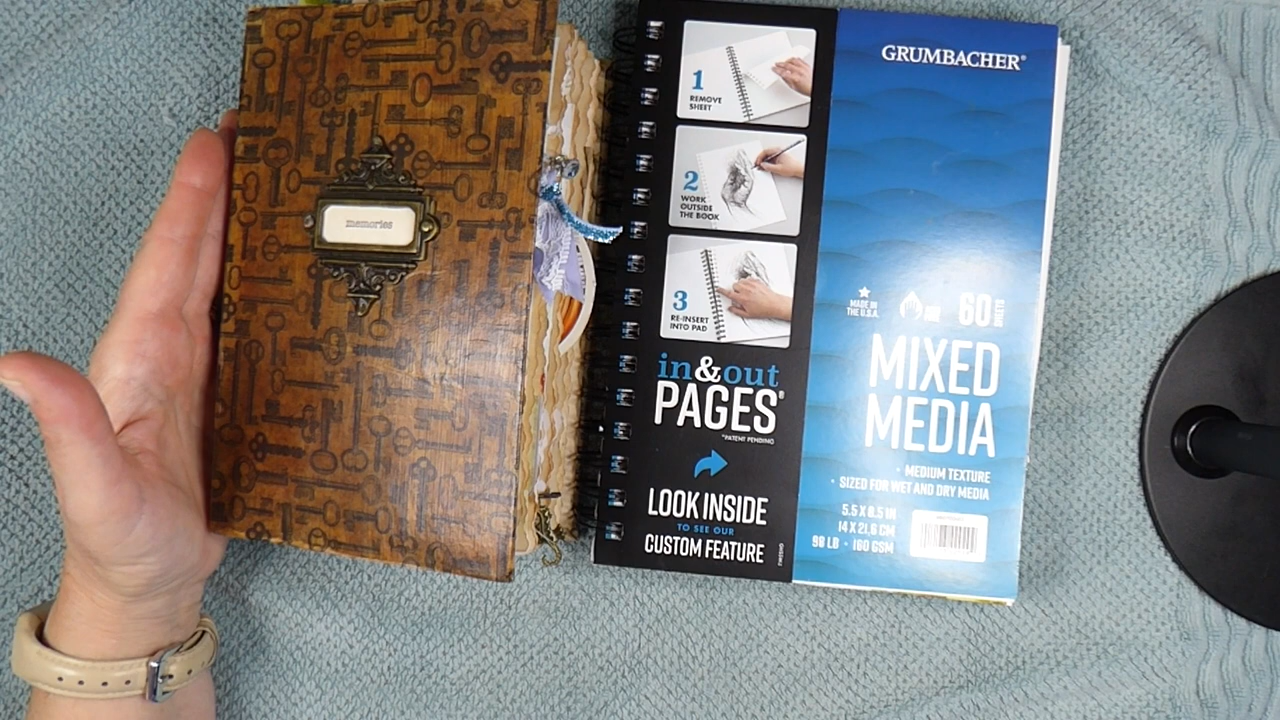 memories
1
REMOVE
SHEET
2
WORK
OUTSIDE
THE BOOK
3
RE-INSERT
INTO PAD
in&out
PAGES®
*PATENT PENDING
LOOK INSIDE
TO SEE OUR
CUSTOM FEATURE
GRUMBACHER®
MADE IN
THE U.S.A.
60
SHEETS
MIXED
MEDIA
• MEDIUM TEXTURE
• SIZED FOR WET AND DRY MEDIA
5.5 X 8.5 IN
14 X 21.6 CM
98 LB • 160 GSM